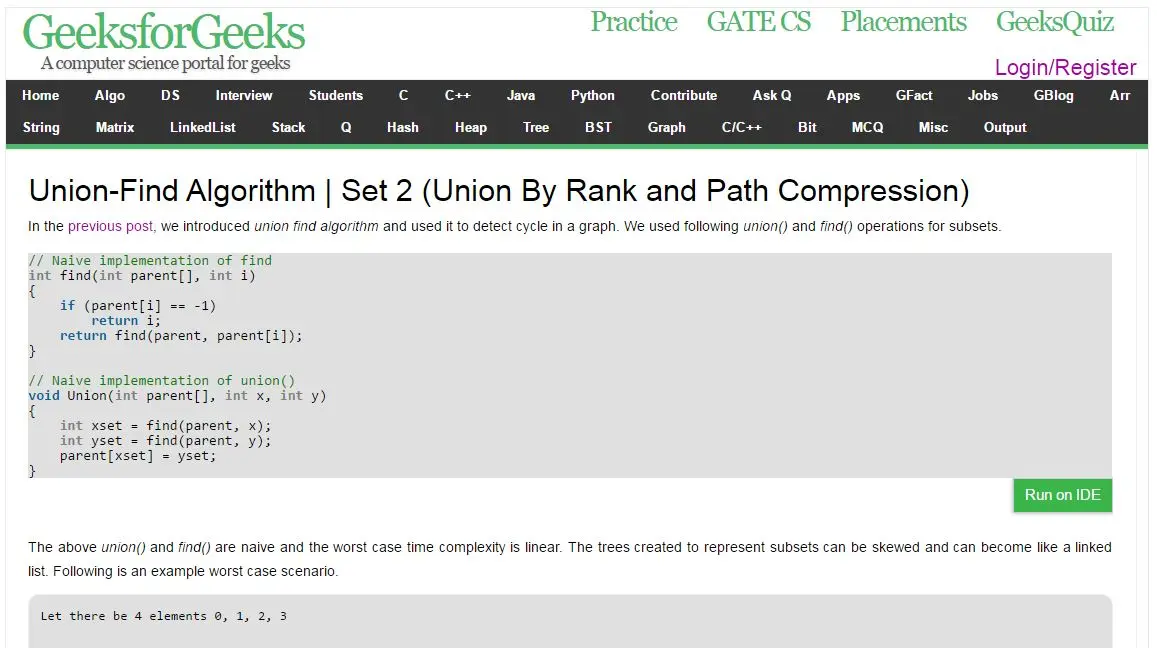 GeeksforGeeks
A computer science portal for geeks
Practice GATE CS Placements GeeksQuiz
Login/Register
Home Algo DS Interview Students C C++ Java Python Contribute Ask Q Apps GFact Jobs GBlog Arr
String Matrix LinkedList Stack Q Hash Heap Tree BST Graph C/C++ Bit MCQ Misc Output
Union-Find Algorithm | Set 2 (Union By Rank and Path Compression)
In the previous post, we introduced union find algorithm and used it to detect cycle in a graph. We used following union() and find() operations for subsets.
// Naive implementation of find
int find(int parent[], int i)
{
    if (parent[i] == -1)
        return i;
    return find(parent, parent[i]);
}
// Naive implementation of union()
void Union(int parent[], int x, int y)
{
    int xset = find(parent, x);
    int yset = find(parent, y);
    parent[xset] = yset;
}
Run on IDE
The above union() and find() are naive and the worst case time complexity is linear. The trees created to represent subsets can be skewed and can become like a linked
list. Following is an example worst case scenario.
Let there be 4 elements 0, 1, 2, 3